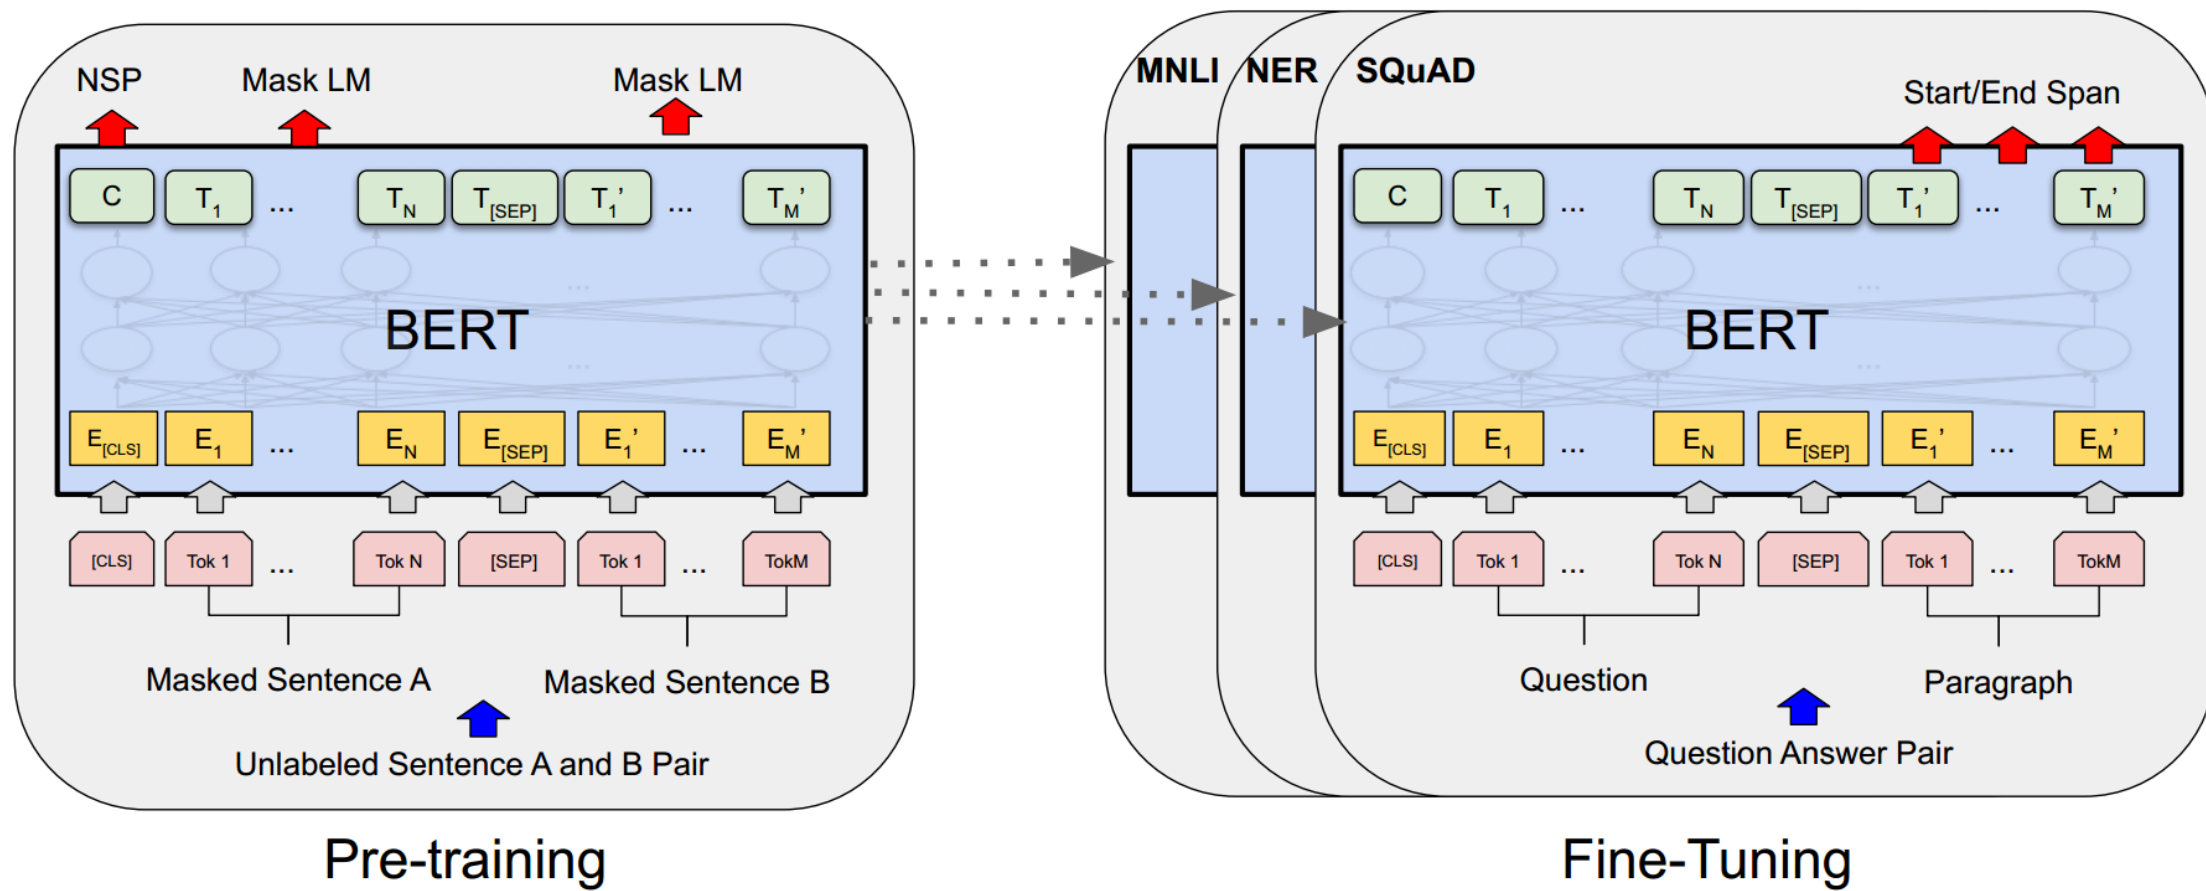 NSP Mask LM Mask LM
C T1 ... TN T[SEP] T1' ... TM'
...
BERT
...
E[CLS] E1 ... EN E[SEP] E1' ... EM'
[CLS] Tok 1 ... Tok N [SEP] Tok 1 ... TokM
Masked Sentence A Masked Sentence B
Unlabeled Sentence A and B Pair
Pre-training
MNLI NER SQuAD
Start/End Span
C T1 ... TN T[SEP] T1' ... TM'
...
BERT
...
E[CLS] E1 ... EN E[SEP] E1' ... EM'
[CLS] Tok 1 ... Tok N [SEP] Tok 1 ... TokM
Question Paragraph
Question Answer Pair
Fine-Tuning